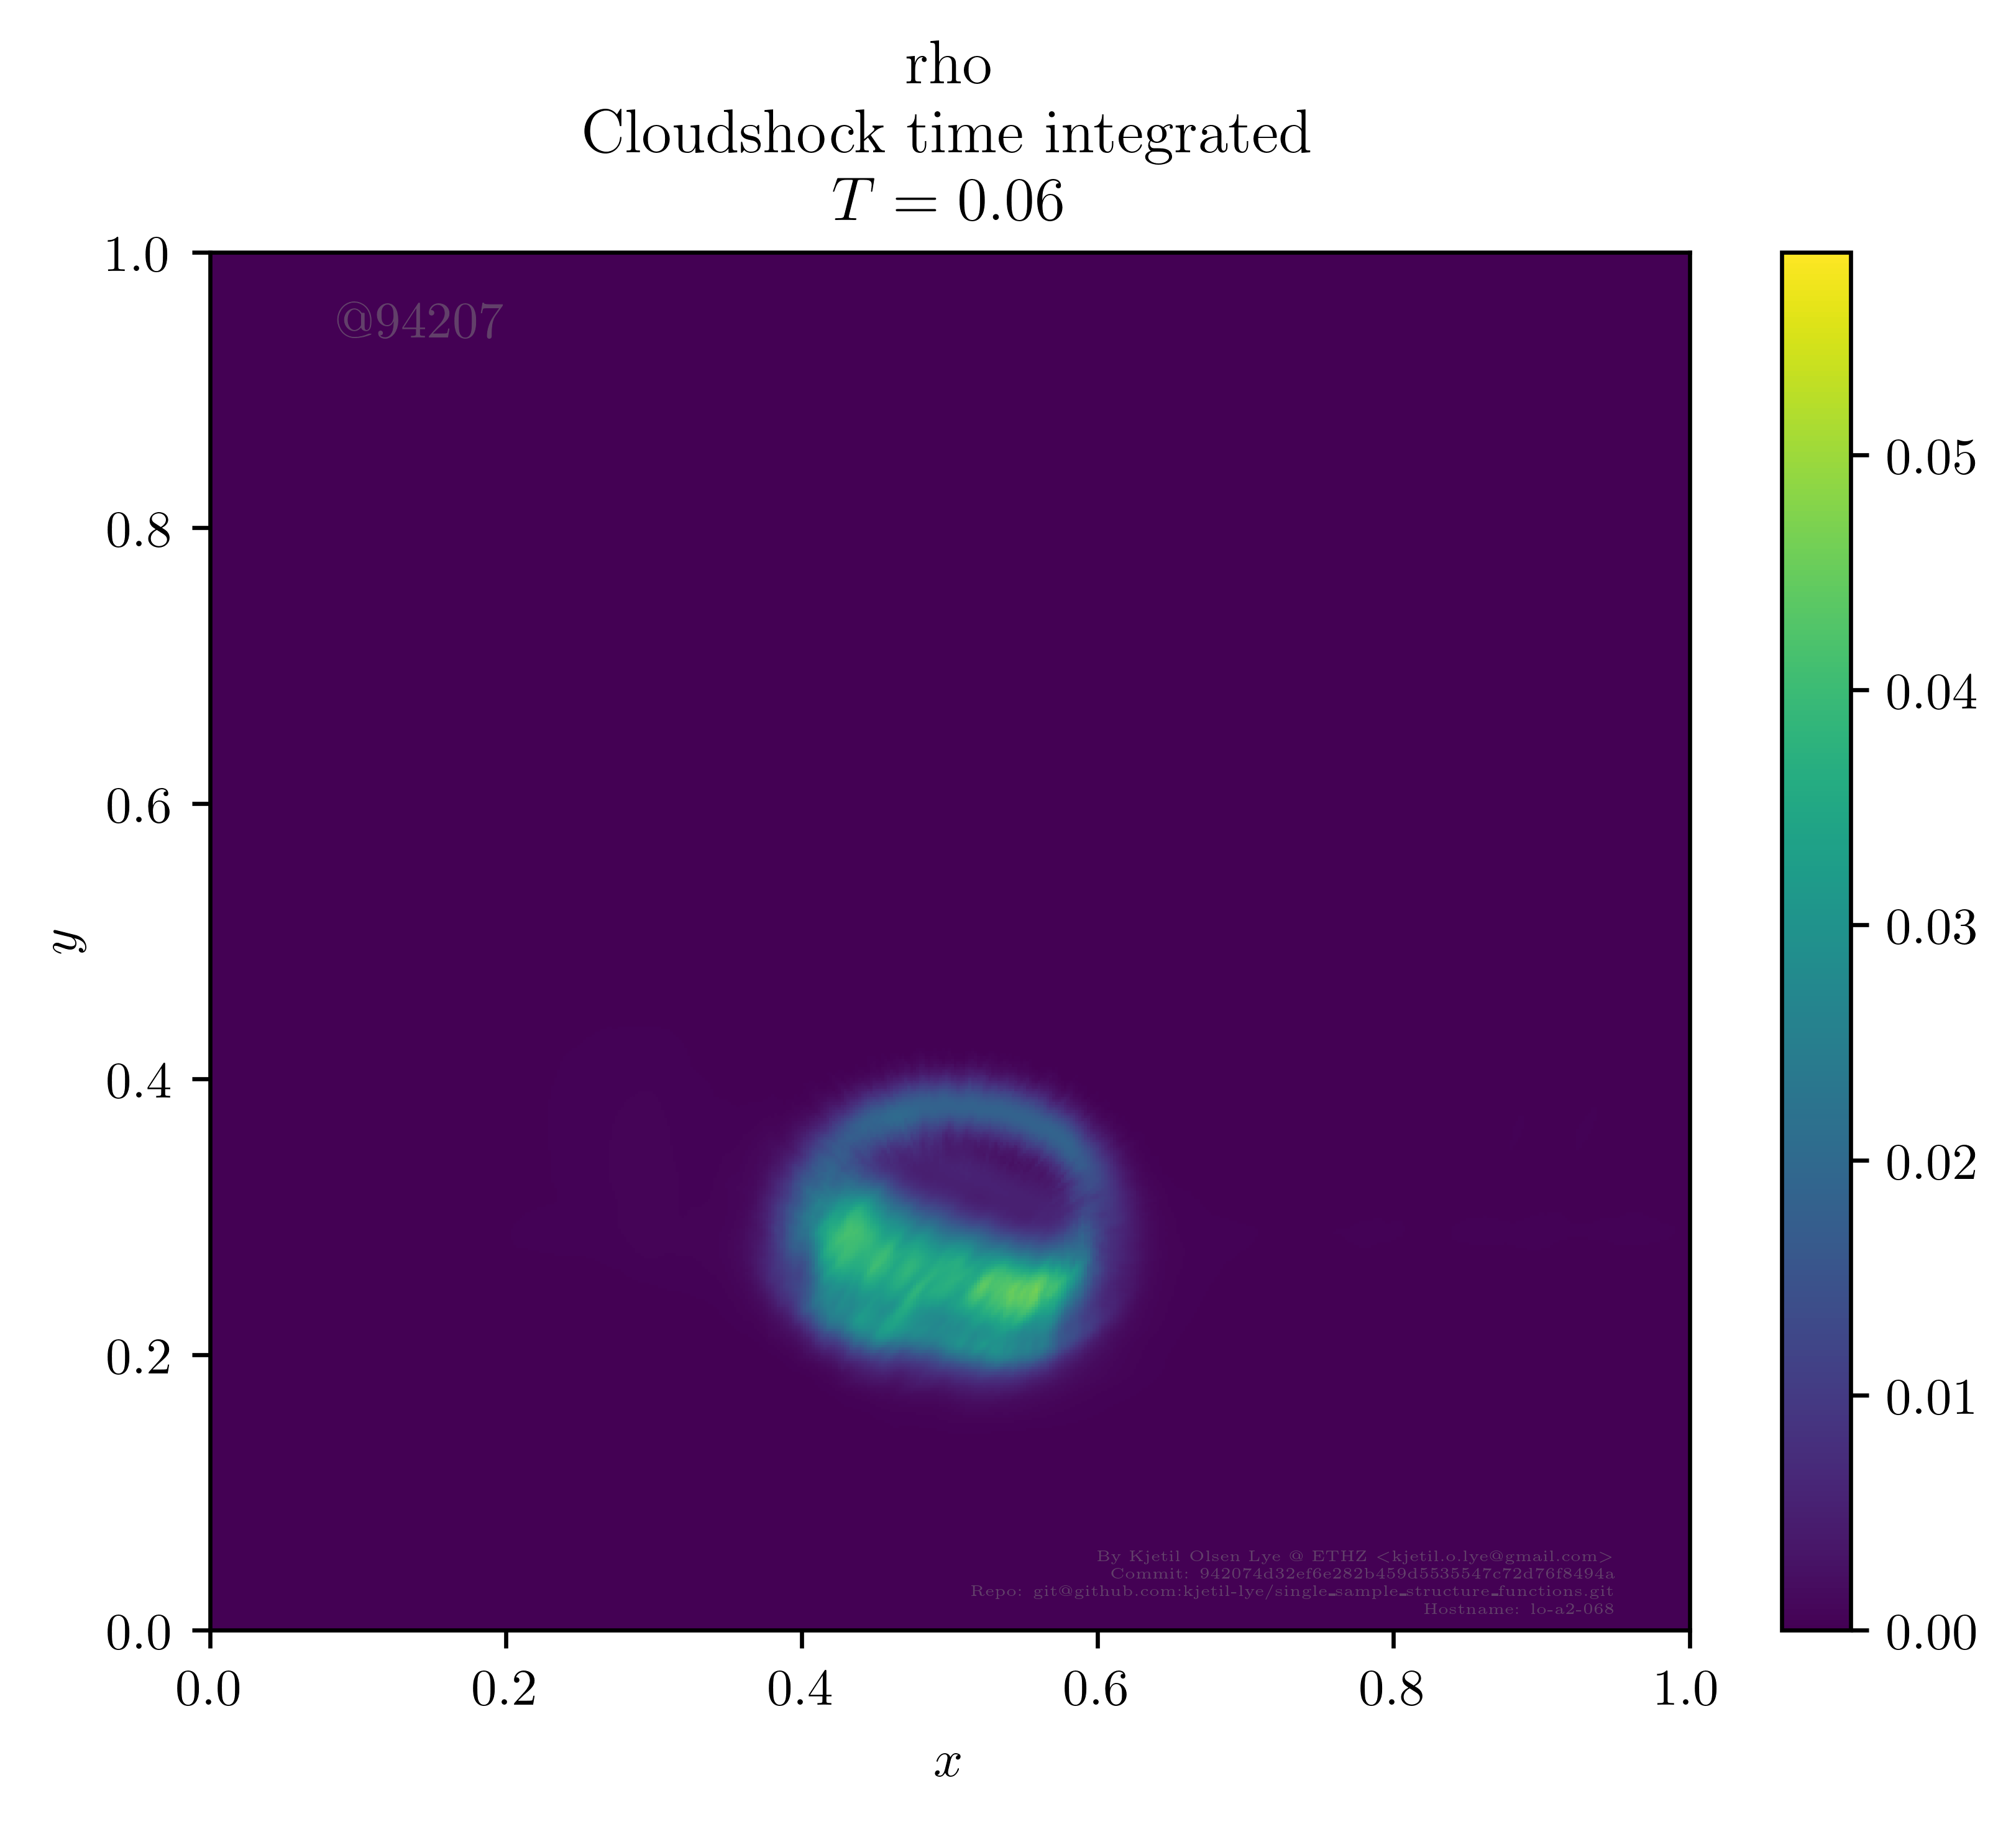 rho
Cloudshock time integrated
T = 0.06
1.0
@94207
0.8
0.6
y
0.4
0.2
0.0
By Kjetil Olsen Lye @ ETHZ <kjetil.o.lye@gmail.com>
Commit: 942074d32ef6e282b459d5535547c72d76f8494a
Repo: git@github.com:kjetil-lye/single_sample_structure_functions.git
Hostname: lo-a2-068
0.0 0.2 0.4 0.6 0.8 1.0
x
0.05
0.04
0.03
0.02
0.01
0.00